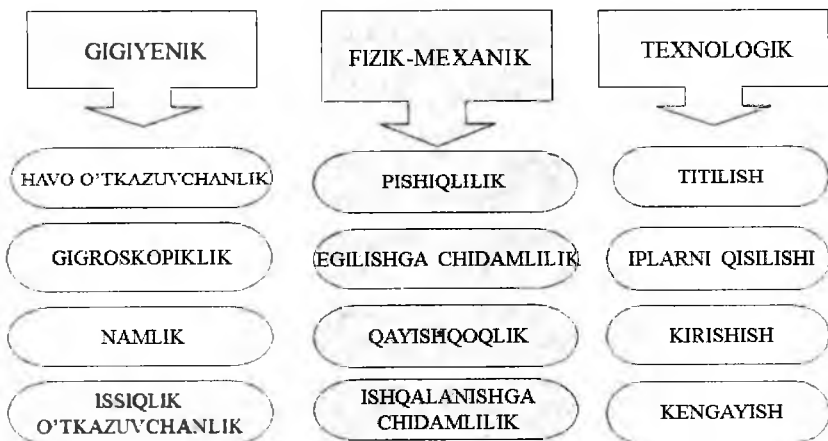 GIGIYENIK
FIZIK-MEXANIK
TEXNOLOGIK
HAVO O'TKAZUVCHANLIK
PISHIQLILIK
TITILISH
GIGROSKOPIKLIK
EGILISHGA CHIDAMLILIK
IPLARNI QISILISHI
NAMLIK
QAYISHQOQLIK
KIRISHISH
ISSIQLIK
O'TKAZUVCHANLIK
ISHQALANISHGA
CHIDAMLILIK
KENGAYISH